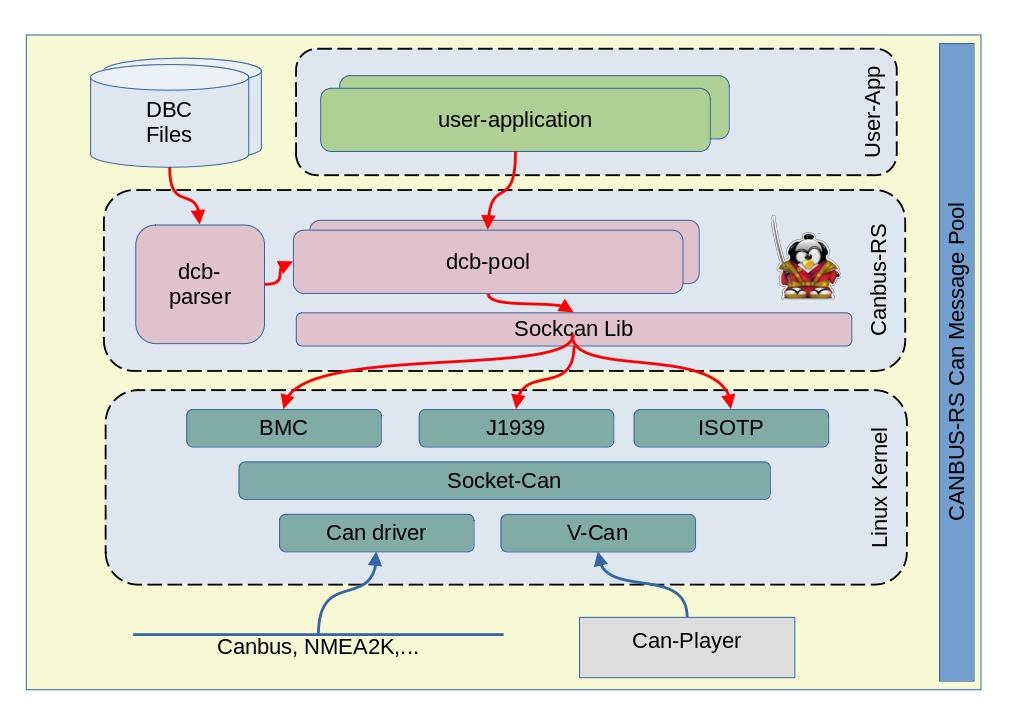 DBC
Files
user-application
User-App
dcb-
parser
dcb-pool
Sockcan Lib
Canbus-RS
BMC
J1939
ISOTP
Socket-Can
Can driver
V-Can
Linux Kernel
Canbus, NMEA2K,...
Can-Player
CANBUS-RS Can Message Pool